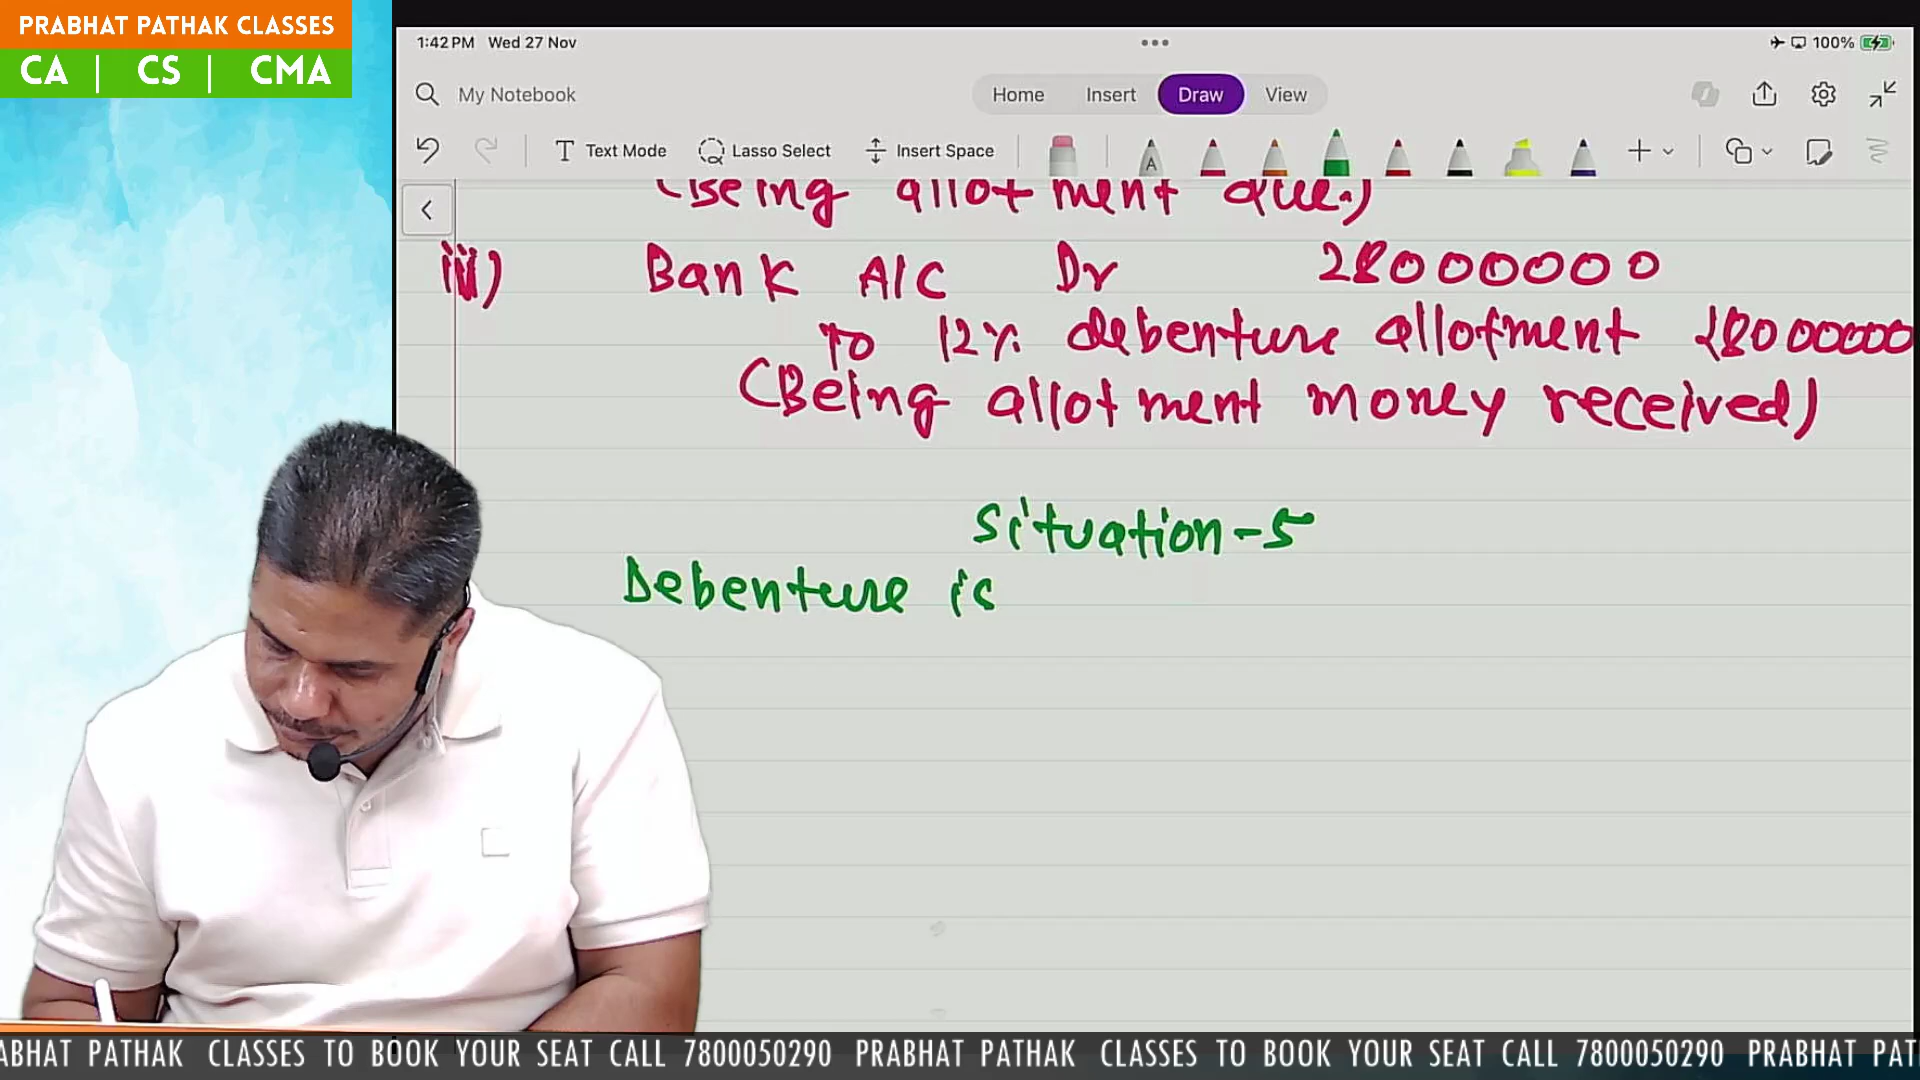 PRABHAT PATHAK CLASSES
CA | CS | CMA
1:42 PM Wed 27 Nov
100%
My Notebook
Home Insert Draw View
Text Mode Lasso Select Insert Space A
(Being allotment due.)
iii) Bank A/C Dr 28000000
To 12% debenture allotment 28000000
(Being allotment money received)
Situation-5
Debenture is
ABHAT PATHAK CLASSES TO BOOK YOUR SEAT CALL 7800050290 PRABHAT PATHAK CLASSES TO BOOK YOUR SEAT CALL 7800050290 PRABHAT PAT